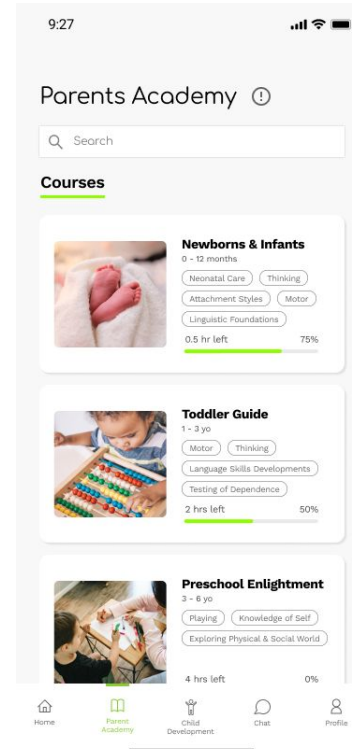 9:27
Parents Academy
Search
Courses
Newborns & Infants
0 - 12 months
Neonatal Care Thinking
Attachment Styles Motor
Linguistic Foundations
0.5 hr left 75%
Toddler Guide
1 - 3 yo
Motor Thinking
Language Skills Developments
Testing of Dependence
2 hrs left 50%
Preschool Enlightment
3 - 6 yo
Playing Knowledge of Self
Exploring Physical & Social World
4 hrs left 0%
Home Parent Academy Child Development Chat Profile